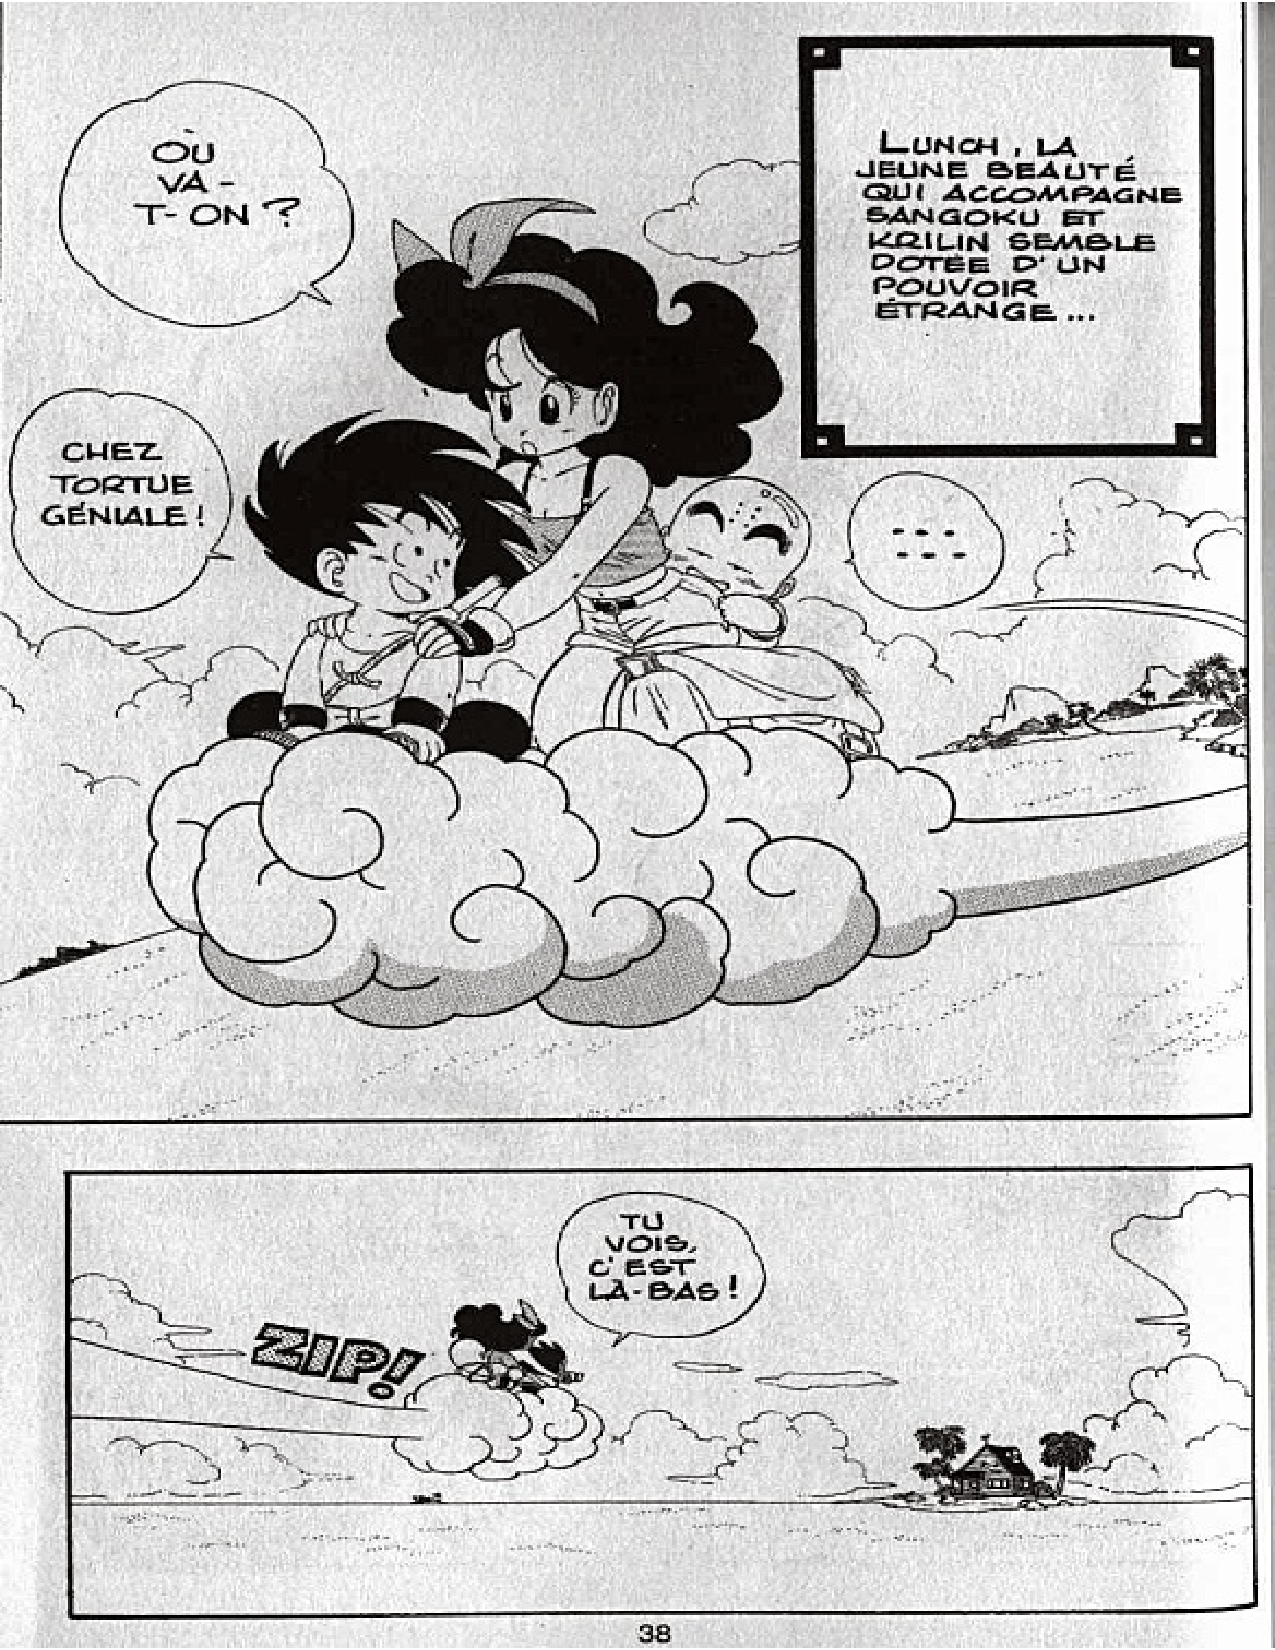 OÙ
VA-
T-ON ?
LUNCH, LA
JEUNE BEAUTÉ
QUI ACCOMPAGNE
SANGOKU ET
KRILIN SEMBLE
DOTÉE D'UN
POUVOIR
ÉTRANGE...
CHEZ
TORTUE
GÉNIALE !
...
...
TU
VOIS,
C'EST
LÀ-BAS !
ZIP!
38